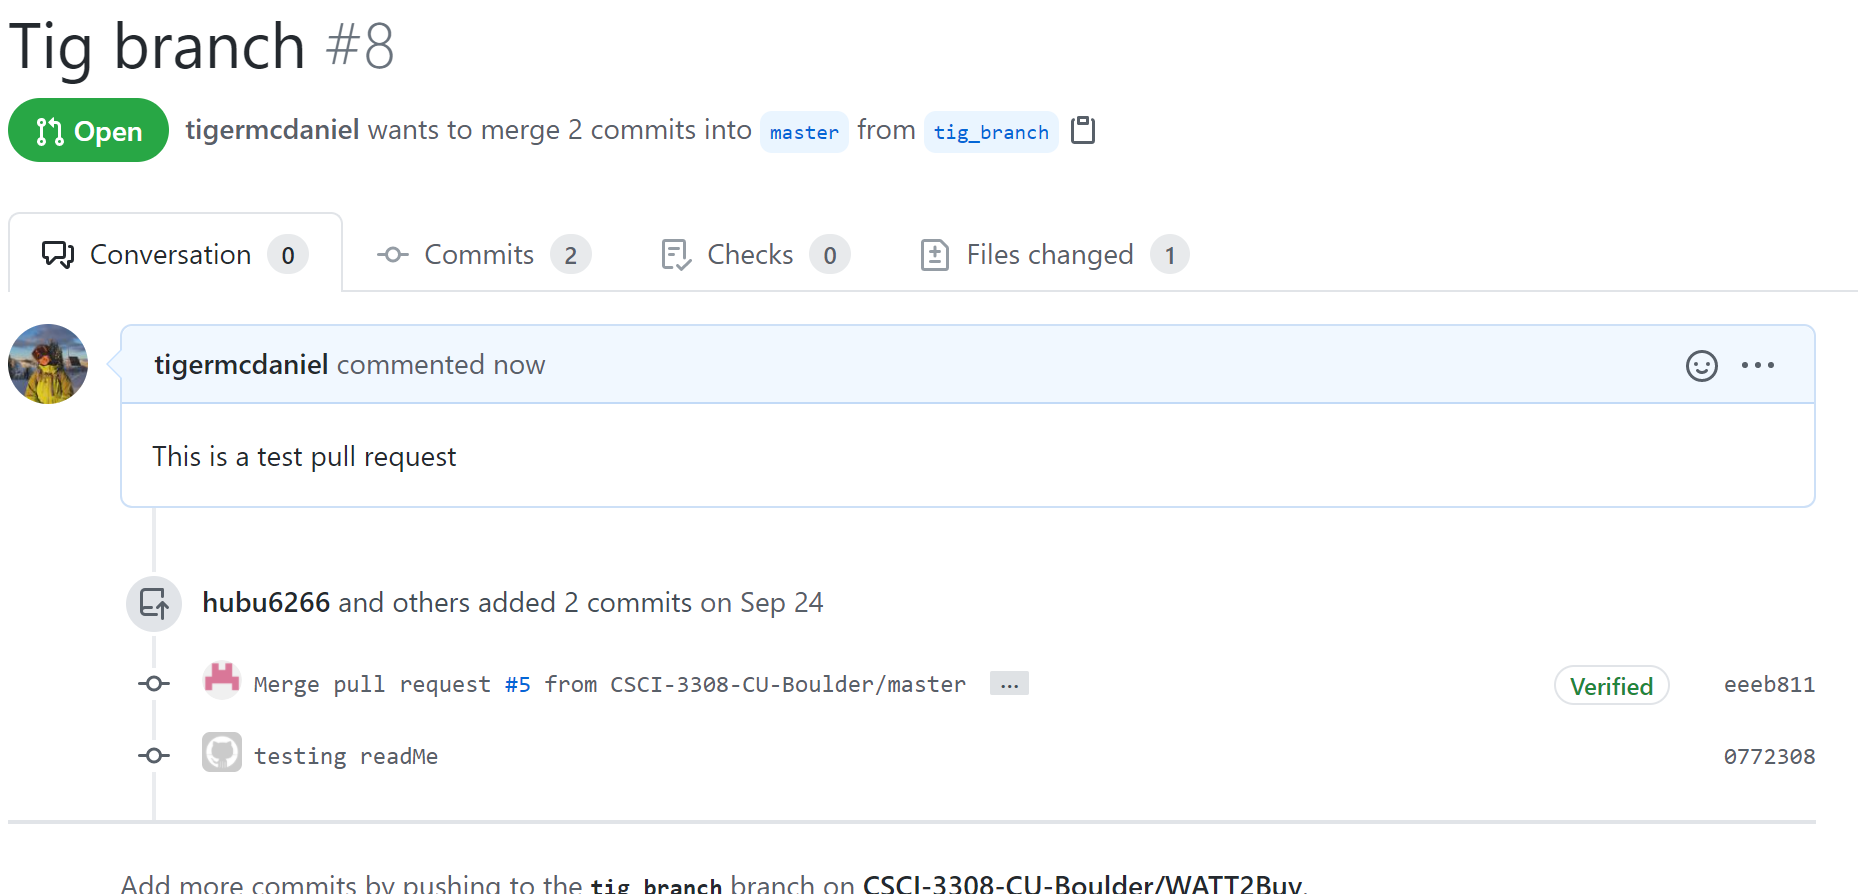 Tig branch #8
Open tigermcdaniel wants to merge 2 commits into master from tig_branch
Conversation 0 Commits 2 Checks 0 Files changed 1
tigermcdaniel commented now
This is a test pull request
hubu6266 and others added 2 commits on Sep 24
Merge pull request #5 from CSCI-3308-CU-Boulder/master ... Verified eeeb811
testing readMe 0772308
Add more commits by pushing to the tig_branch branch on CSCI-3308-CU-Boulder/WATT2Buy.